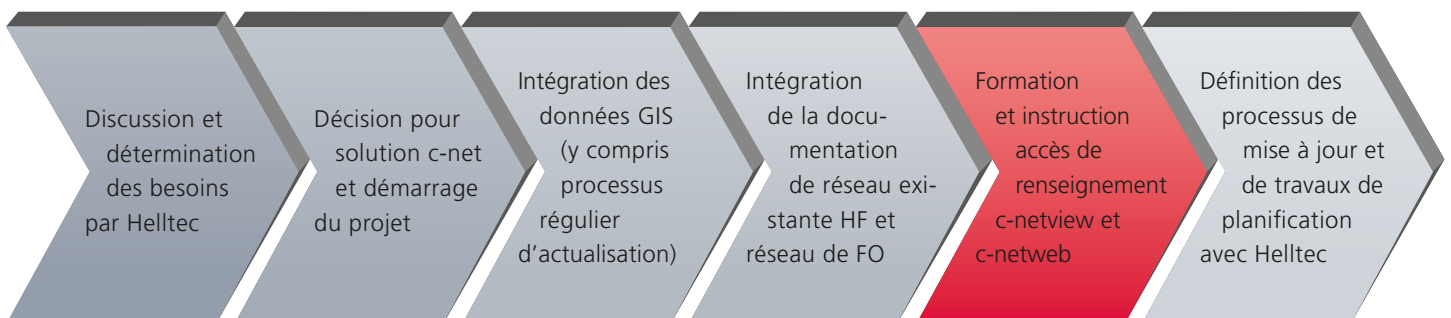 Discussion et
détermination
des besoins
par Helltec
Décision pour
solution c-net
et démarrage
du projet
Intégration des
données GIS
(y compris
processus
régulier
d’actualisation)
Intégration
de la docu-
mentation
de réseau exi-
stante HF et
réseau de FO
Formation
et instruction
accès de
renseignement
c-netview et
c-netweb
Définition des
processus de
mise à jour et
de travaux de
planification
avec Helltec